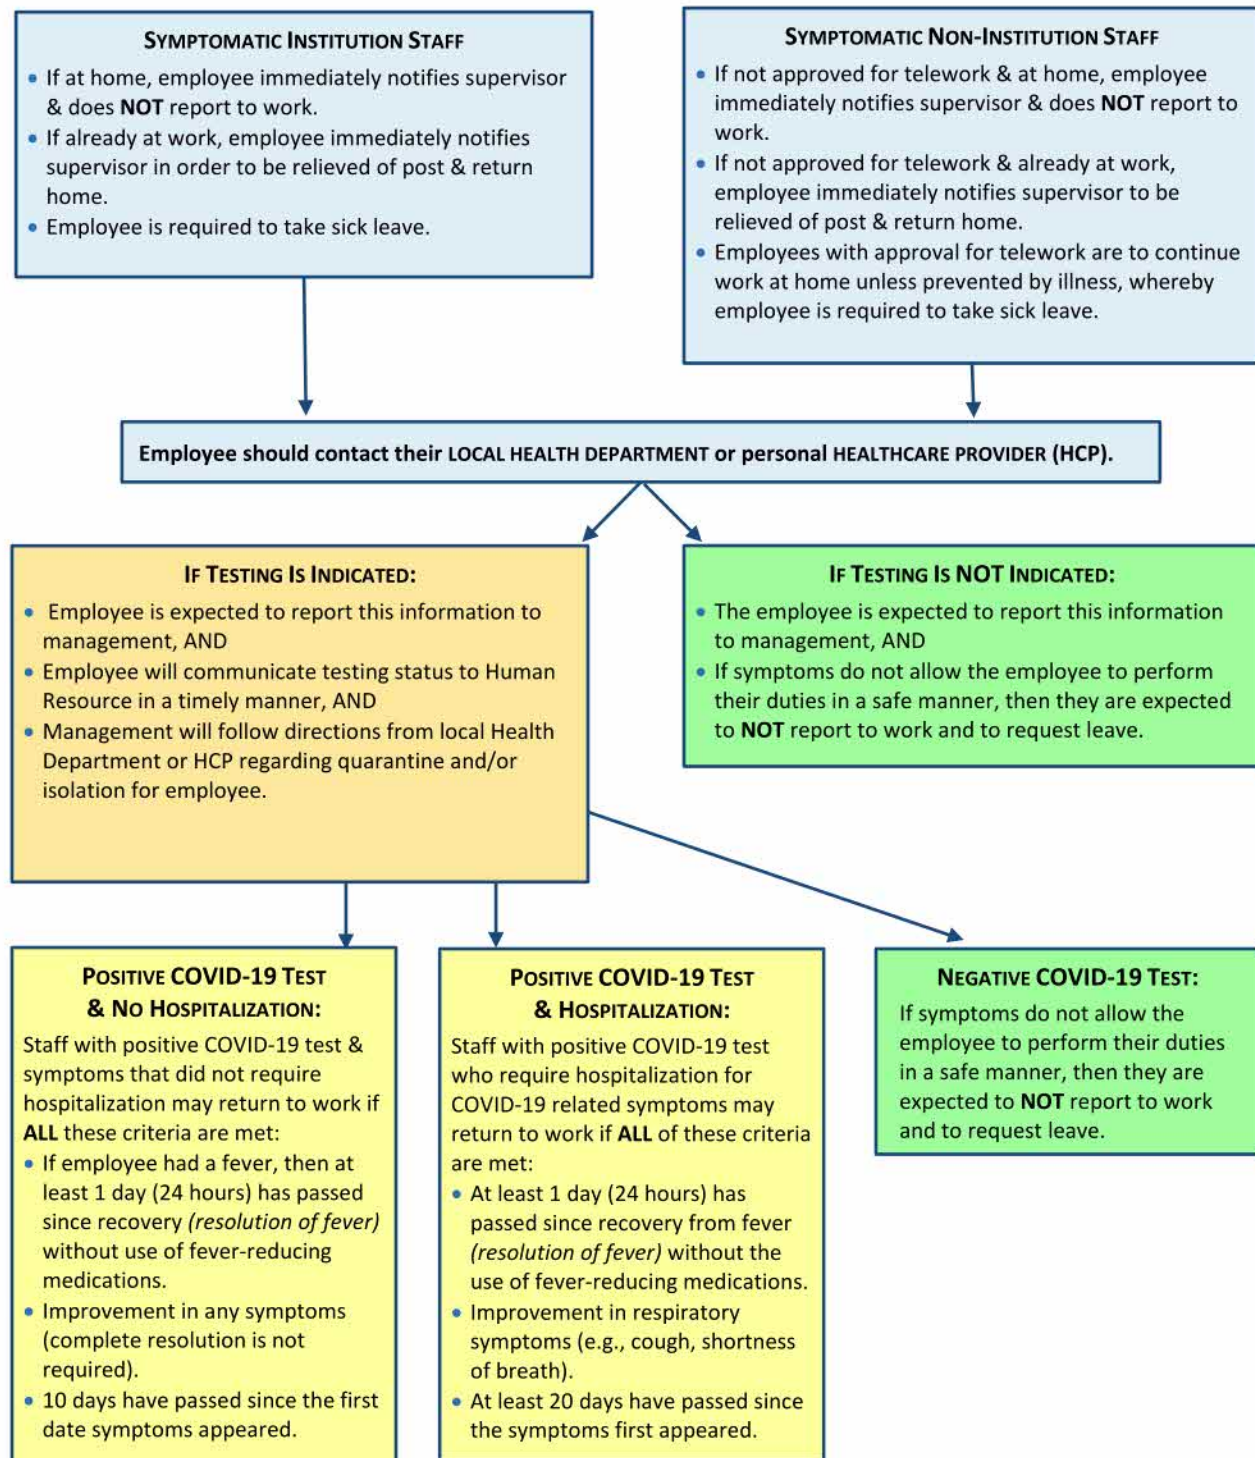 SYMPTOMATIC INSTITUTION STAFF
• If at home, employee immediately notifies supervisor
& does NOT report to work.
• If already at work, employee immediately notifies
supervisor in order to be relieved of post & return
home.
• Employee is required to take sick leave.
SYMPTOMATIC NON-INSTITUTION STAFF
• If not approved for telework & at home, employee
immediately notifies supervisor & does NOT report to
work.
• If not approved for telework & already at work,
employee immediately notifies supervisor to be
relieved of post & return home.
• Employees with approval for telework are to continue
work at home unless prevented by illness, whereby
employee is required to take sick leave.
Employee should contact their LOCAL HEALTH DEPARTMENT or personal HEALTHCARE PROVIDER (HCP).
IF TESTING IS INDICATED:
• Employee is expected to report this information to
management, AND
• Employee will communicate testing status to Human
Resource in a timely manner, AND
• Management will follow directions from local Health
Department or HCP regarding quarantine and/or
isolation for employee.
IF TESTING IS NOT INDICATED:
• The employee is expected to report this information
to management, AND
• If symptoms do not allow the employee to perform
their duties in a safe manner, then they are expected
to NOT report to work and to request leave.
POSITIVE COVID-19 TEST
& NO HOSPITALIZATION:
Staff with positive COVID-19 test &
symptoms that did not require
hospitalization may return to work if
ALL these criteria are met:
• If employee had a fever, then at
least 1 day (24 hours) has passed
since recovery (resolution of fever)
without use of fever-reducing
medications.
• Improvement in any symptoms
(complete resolution is not
required).
• 10 days have passed since the first
date symptoms appeared.
POSITIVE COVID-19 TEST
& HOSPITALIZATION:
Staff with positive COVID-19 test
who require hospitalization for
COVID-19 related symptoms may
return to work if ALL of these criteria
are met:
• At least 1 day (24 hours) has
passed since recovery from fever
(resolution of fever) without the
use of fever-reducing medications.
• Improvement in respiratory
symptoms (e.g., cough, shortness
of breath).
• At least 20 days have passed since
the symptoms first appeared.
NEGATIVE COVID-19 TEST:
If symptoms do not allow the
employee to perform their duties
in a safe manner, then they are
expected to NOT report to work
and to request leave.